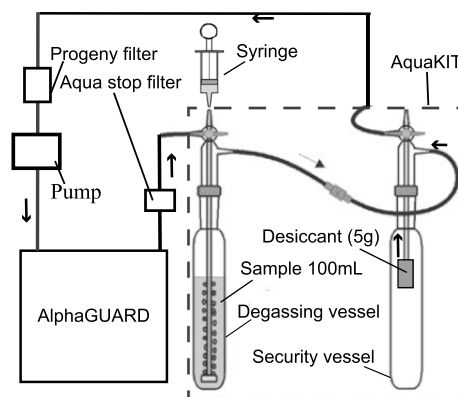 Progeny filter
Syringe
AquaKIT
Aqua stop filter
Pump
Desiccant (5g)
Sample 100mL
AlphaGUARD
Degassing vessel
Security vessel